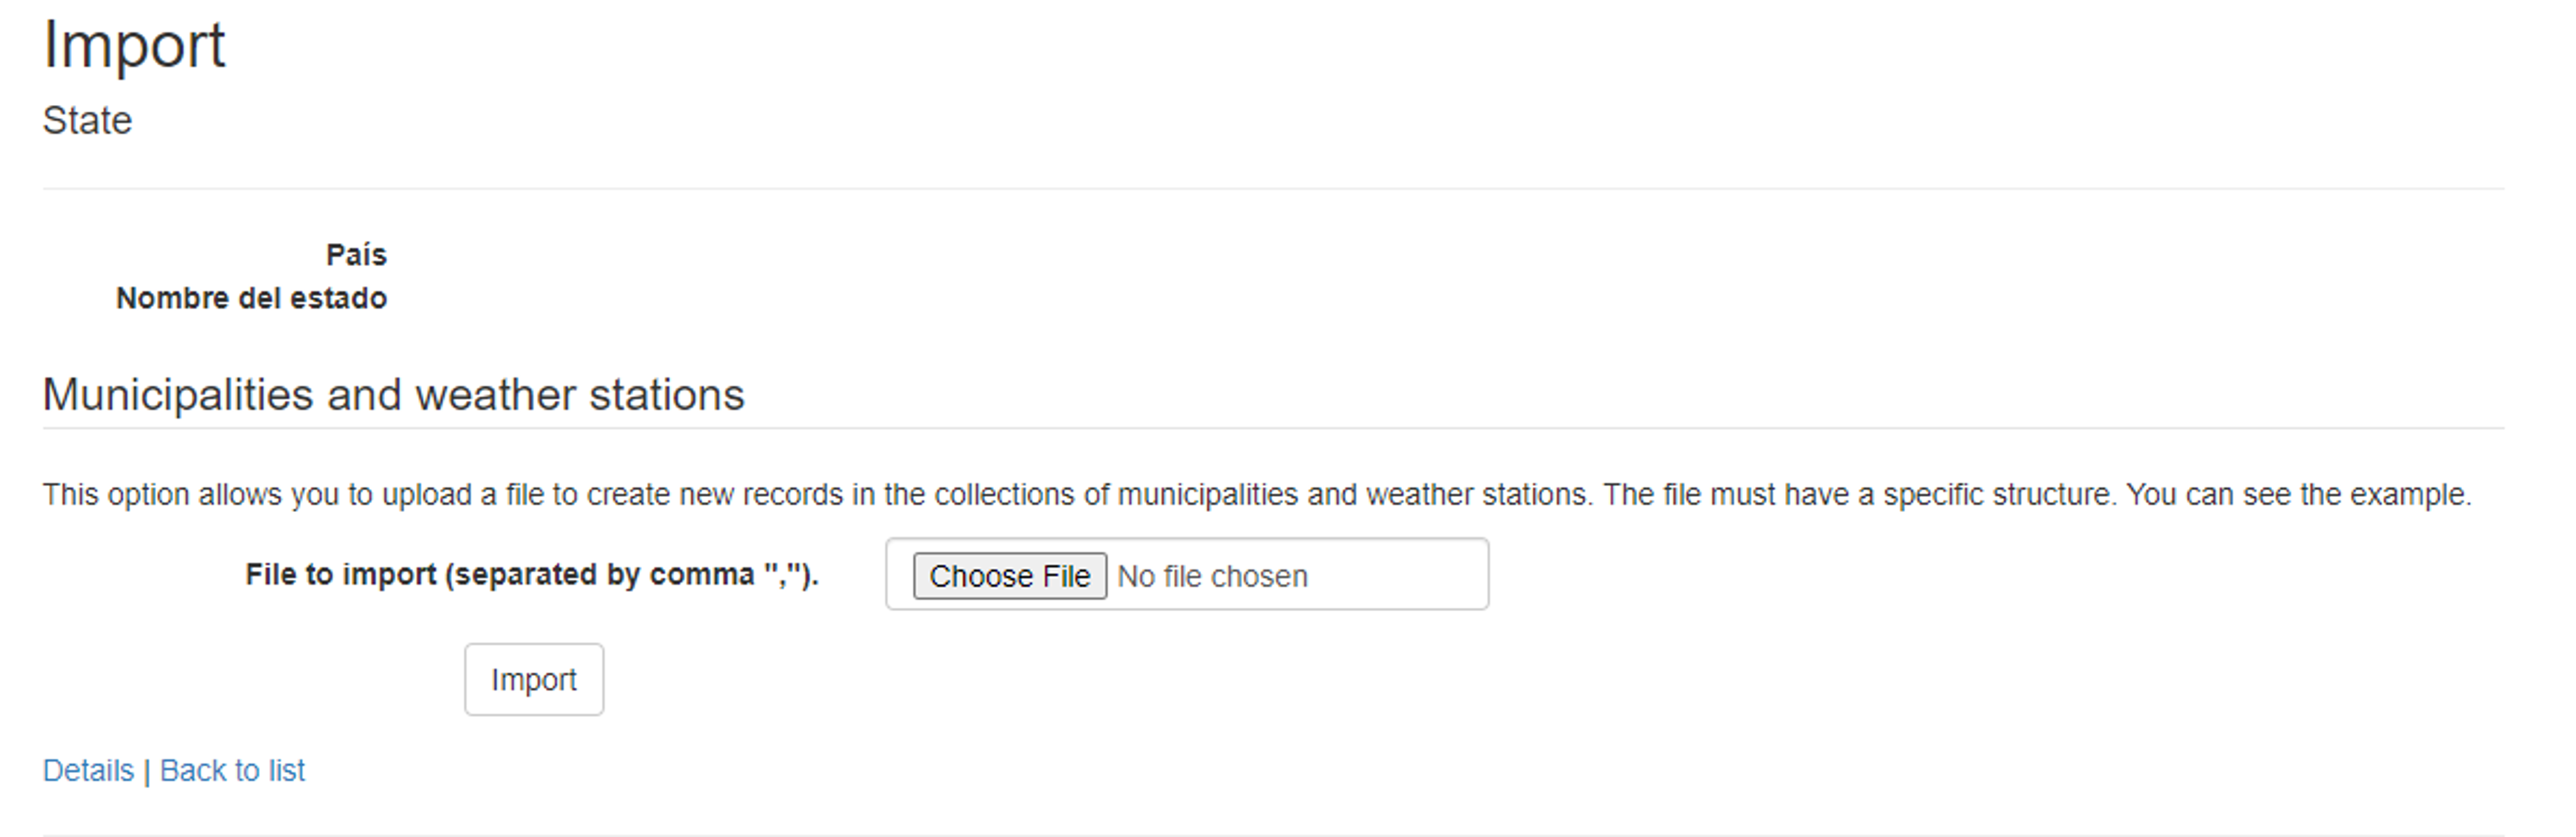 Import
State
País
Nombre del estado
Municipalities and weather stations
This option allows you to upload a file to create new records in the collections of municipalities and weather stations. The file must have a specific structure. You can see the example.
File to import (separated by comma ","). Choose File No file chosen
Import
Details | Back to list